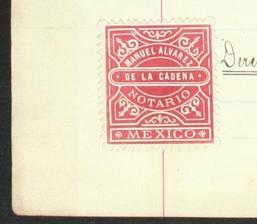 MANUEL ALVAREZ
DE LA CADENA
NOTARIO
MEXICO